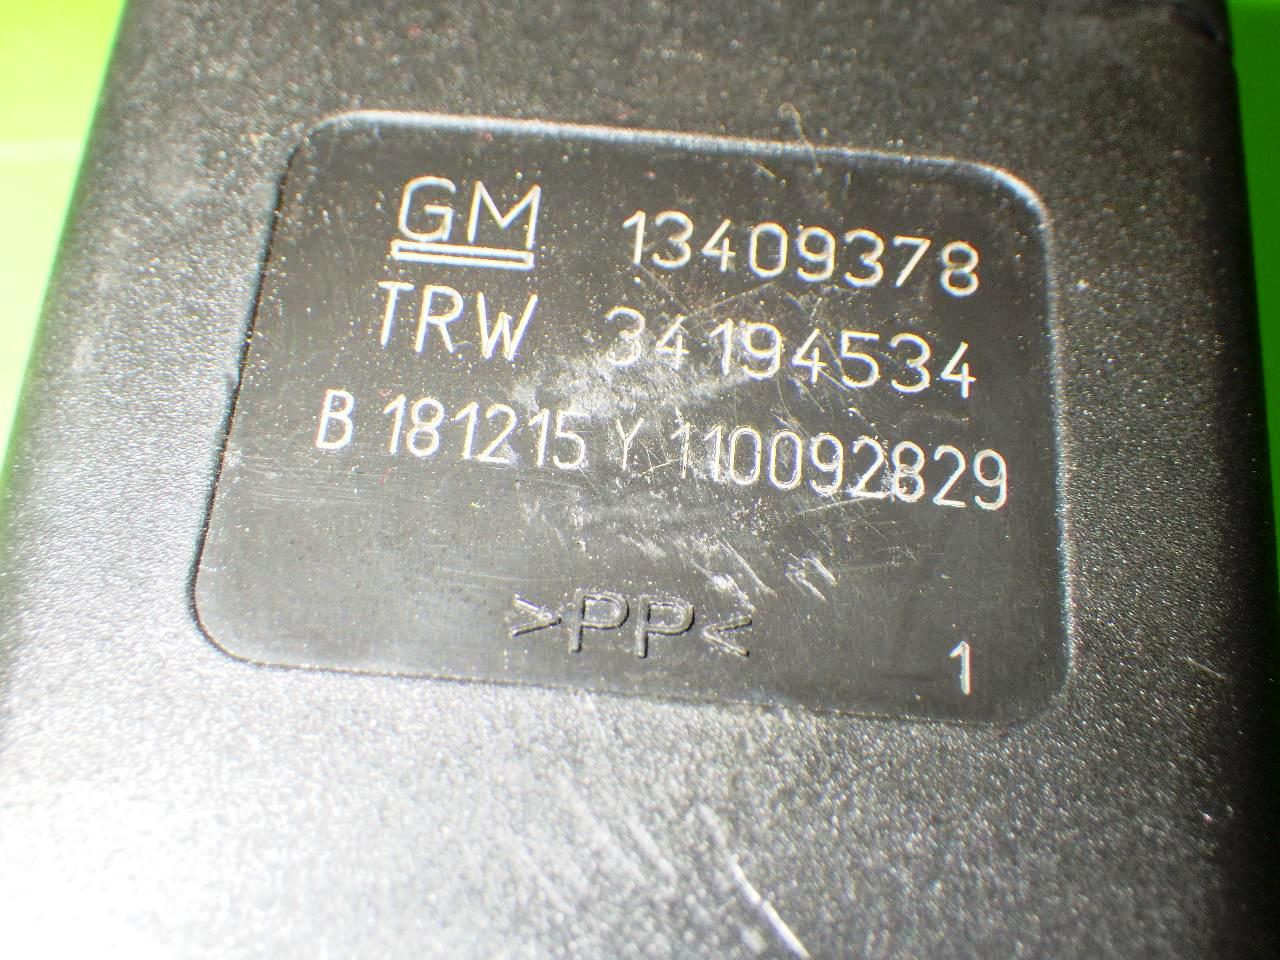 GM 13409378
TRW 34194534
B 181215 Y 110092829
>PP<
1